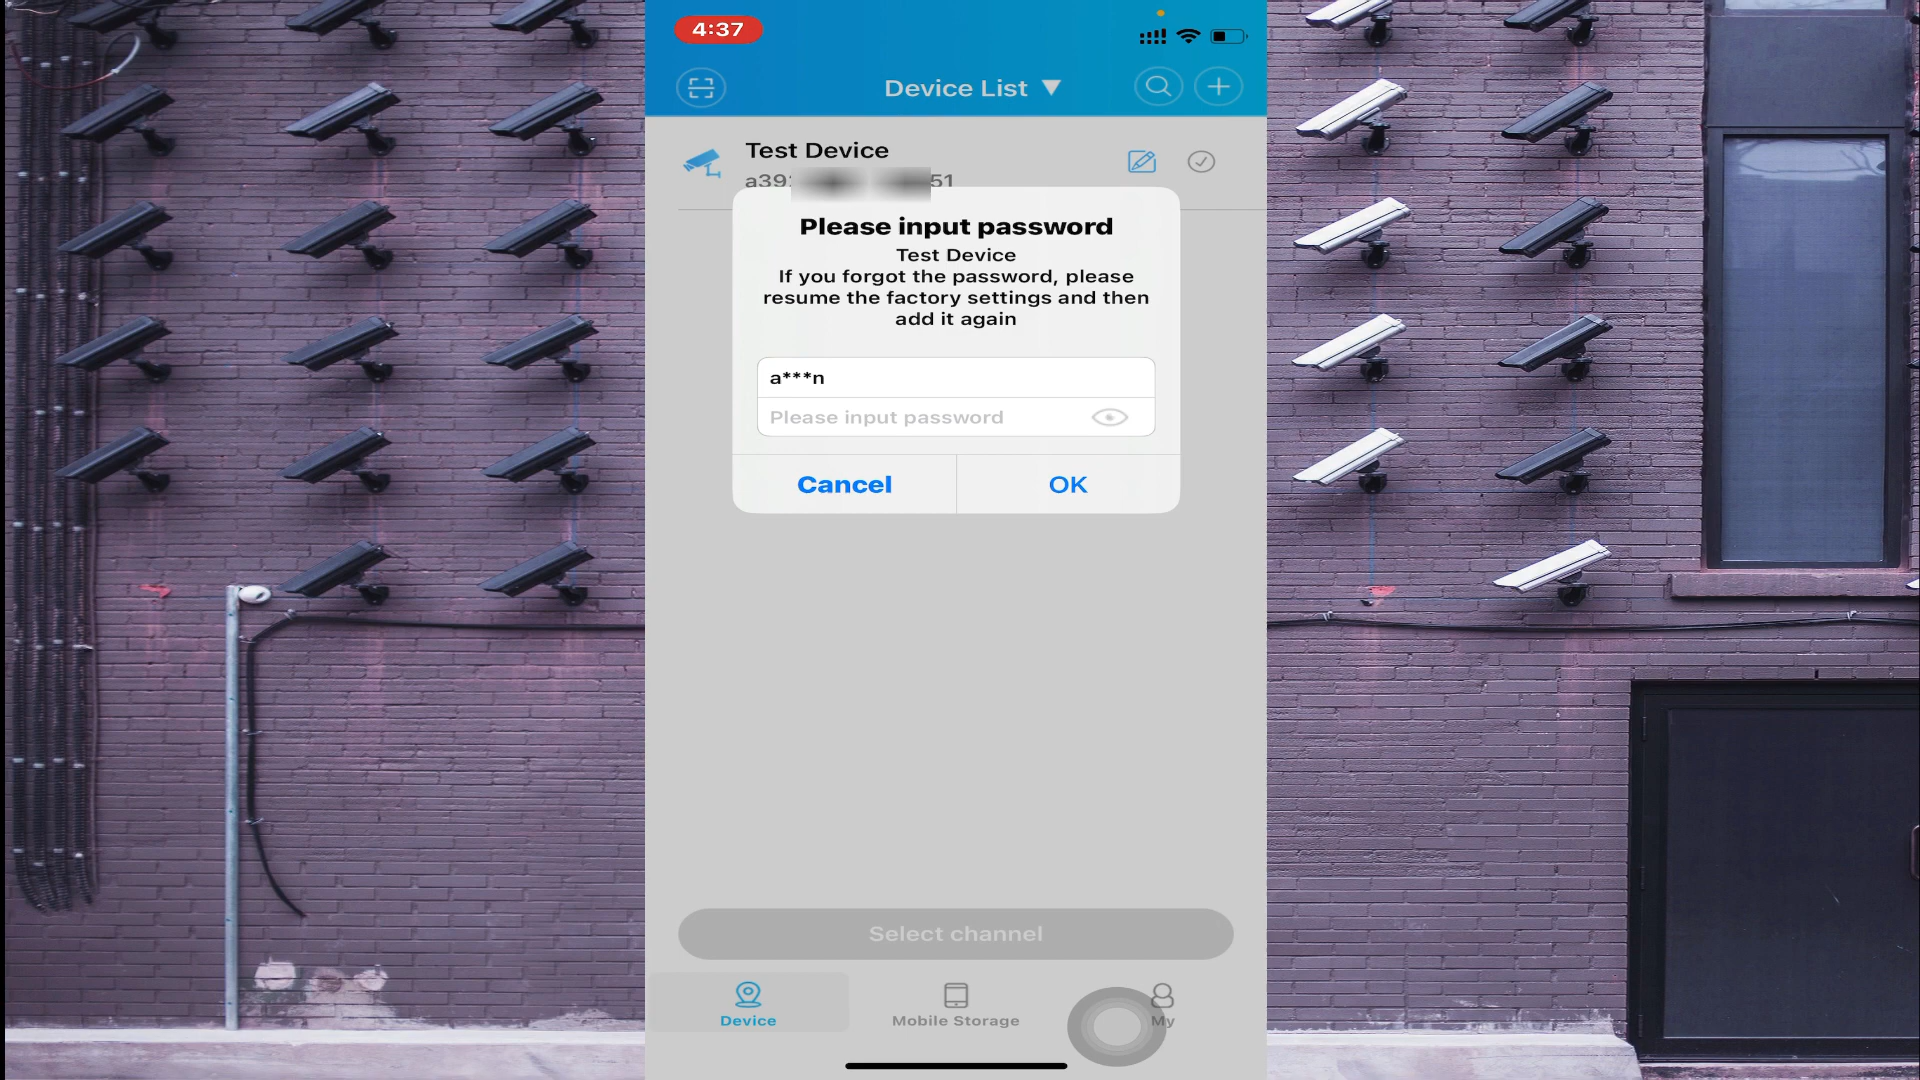 4:37
Device List
Test Device
a39
51
Please input password
Test Device
If you forgot the password, please
resume the factory settings and then
add it again
a***n
Please input password
Cancel
OK
Select channel
Device
Mobile Storage
My